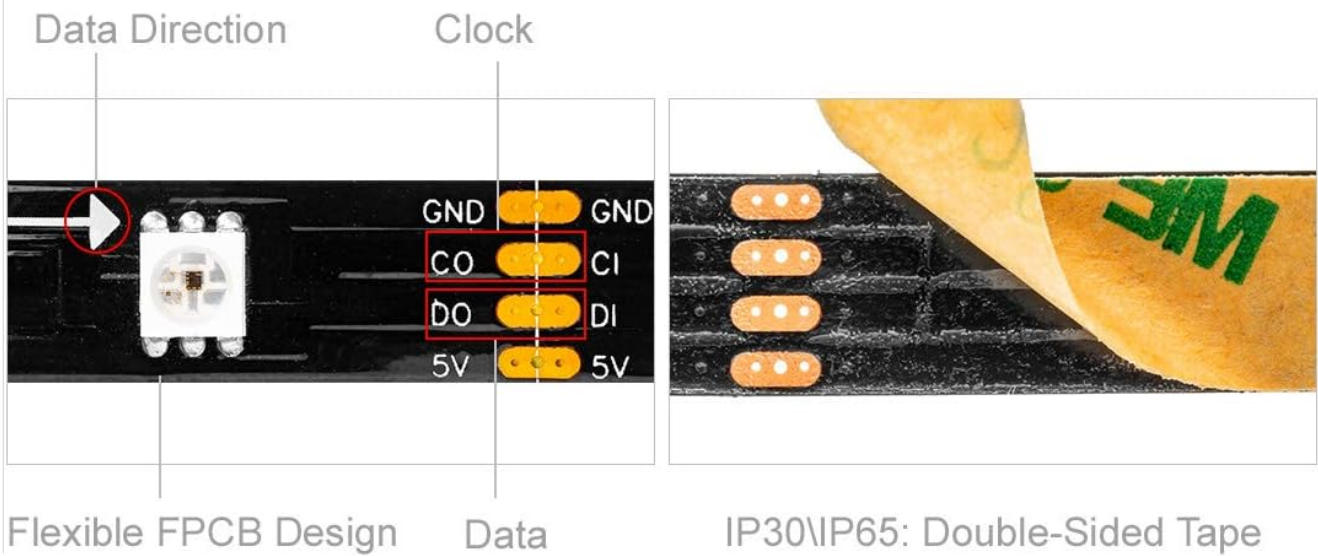 Data Direction
Clock
GND GND
CO CI
DO DI
5V 5V
Flexible FPCB Design
Data
IP30\IP65: Double-Sided Tape